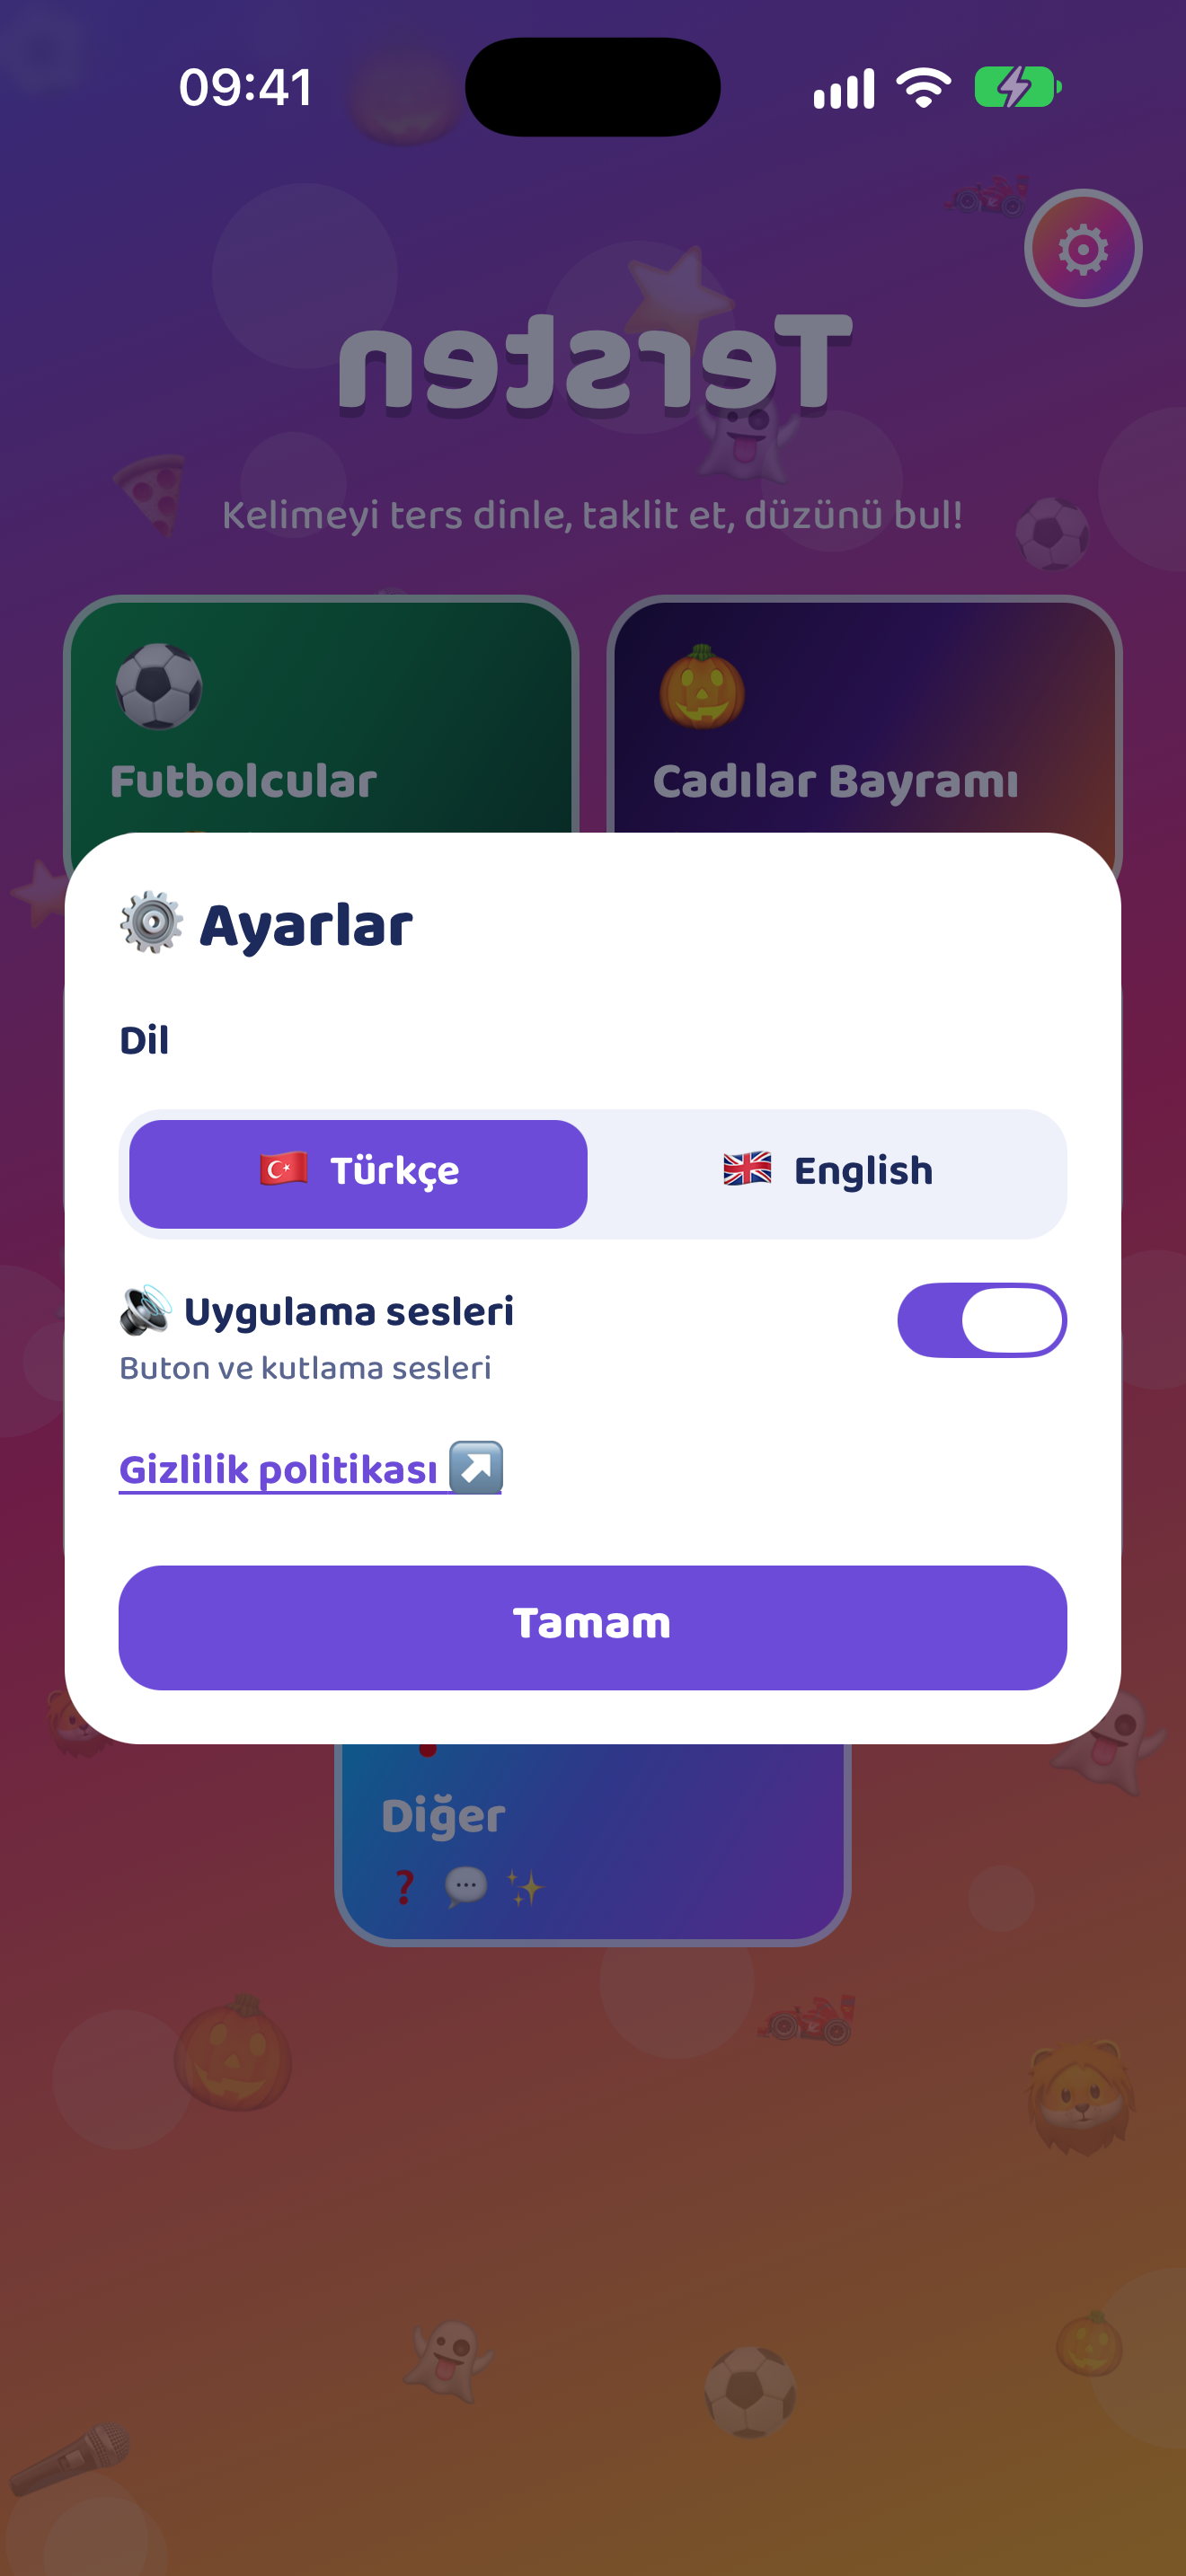 09:41
Tersten
Kelimeyi ters dinle, taklit et, düzünü bul!
Futbolcular
Cadılar Bayramı
Ayarlar
Dil
Türkçe
English
Uygulama sesleri
Buton ve kutlama sesleri
Gizlilik politikası
Tamam
Diğer